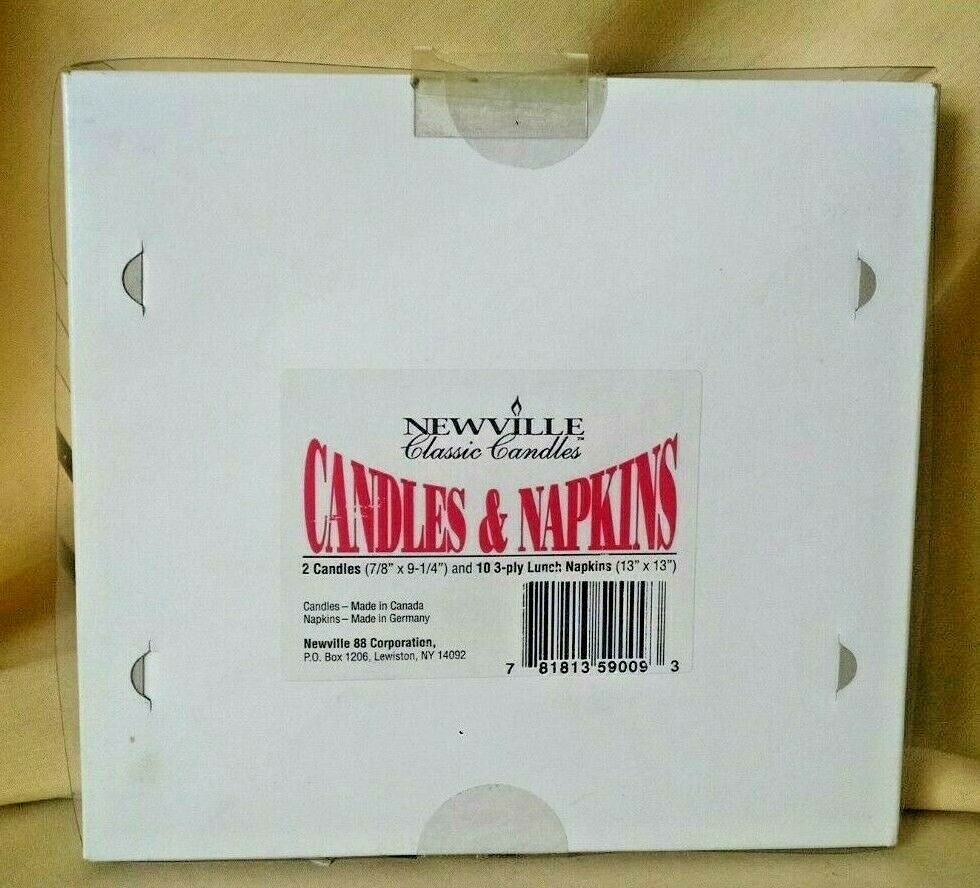 NEWVILLE™
Classic Candles
CANDLES & NAPKINS
2 Candles (7/8" x 9-1/4") and 10 3-ply Lunch Napkins (13" x 13")
Candles – Made in Canada
Napkins – Made in Germany
Newville 88 Corporation,
P.O. Box 1206, Lewiston, NY 14092
7 81813 59009 3